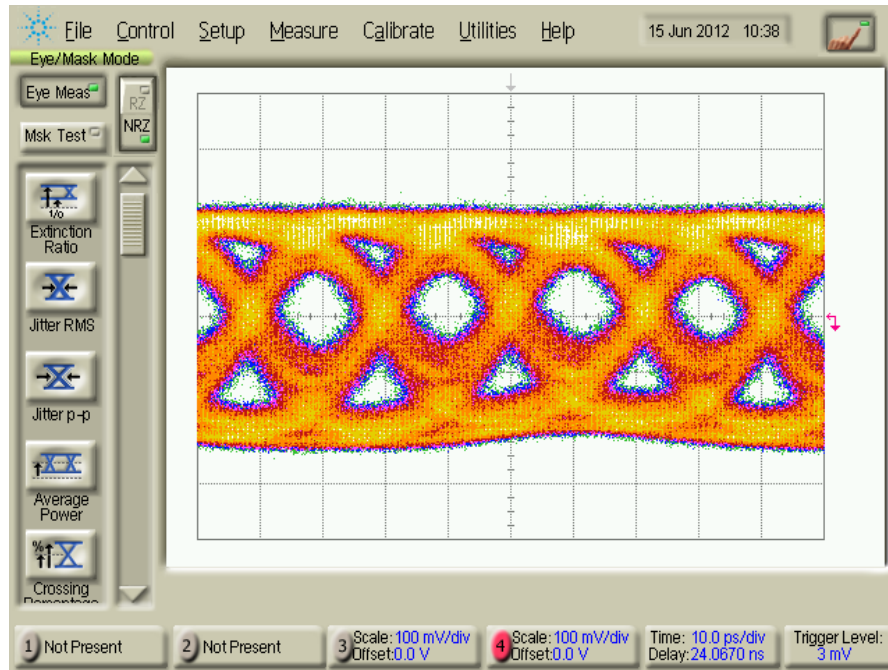 File Control Setup Measure Calibrate Utilities Help 15 Jun 2012 10:38
Eye/Mask Mode
Eye Meas
RZ
NRZ
Msk Test
1/0
Extinction
Ratio
Jitter RMS
Jitter p-p
Average
Power
%
Crossing
Percentage
1 Not Present
2 Not Present
3 Scale: 100 mV/div
Offset:0.0 V
4 Scale: 100 mV/div
Offset:0.0 V
Time: 10.0 ps/div
Delay:24.0670 ns
Trigger Level:
3 mV